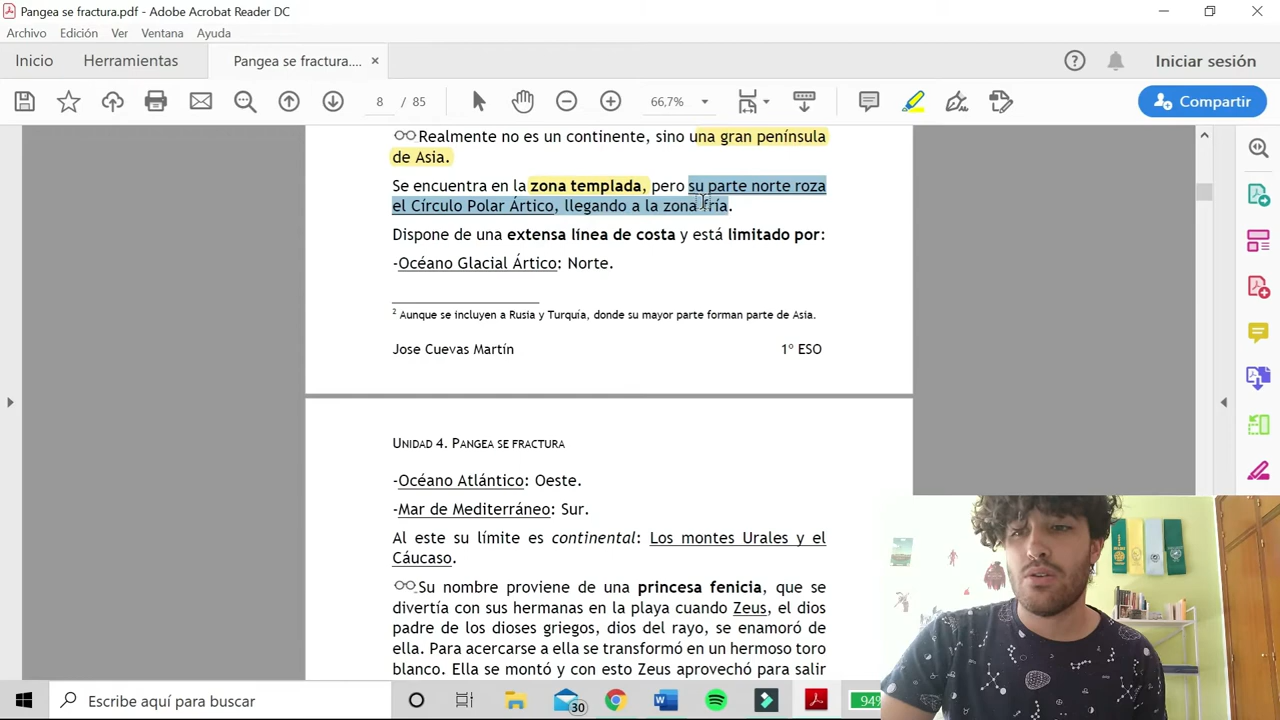 Pangea se fractura.pdf - Adobe Acrobat Reader DC
Archivo Edición Ver Ventana Ayuda
Inicio Herramientas Pangea se fractura.... × Iniciar sesión
8 / 85 66,7% Compartir
Realmente no es un continente, sino una gran península
de Asia.
Se encuentra en la zona templada, pero su parte norte roza
el Círculo Polar Ártico, llegando a la zona fría.
Dispone de una extensa línea de costa y está limitado por:
-Océano Glacial Ártico: Norte.
2 Aunque se incluyen a Rusia y Turquía, donde su mayor parte forman parte de Asia.
Jose Cuevas Martín 1º ESO
UNIDAD 4. PANGEA SE FRACTURA
-Océano Atlántico: Oeste.
-Mar de Mediterráneo: Sur.
Al este su límite es continental: Los montes Urales y el
Cáucaso.
Su nombre proviene de una princesa fenicia, que se
divertía con sus hermanas en la playa cuando Zeus, el dios
padre de los dioses griegos, dios del rayo, se enamoró de
ella. Para acercarse a ella se transformó en un hermoso toro
blanco. Ella se montó y con esto Zeus aprovechó para salir
Escribe aquí para buscar 30 94%